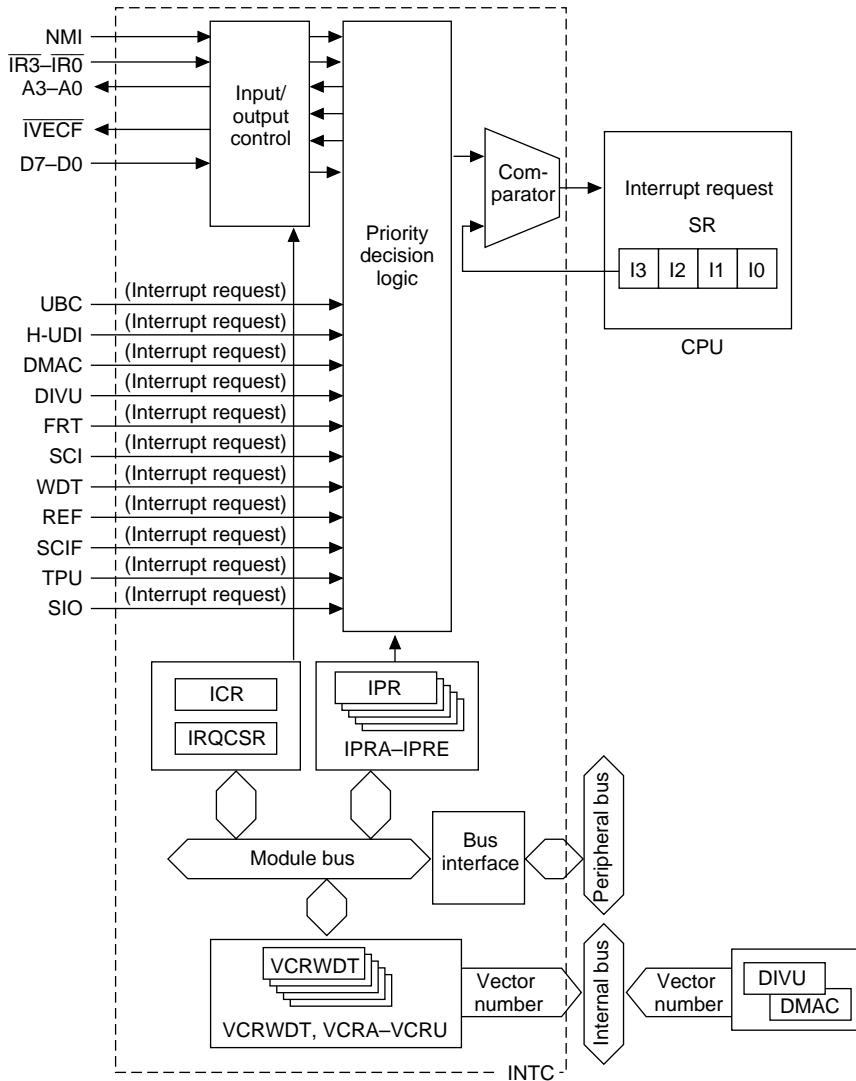 NMI
IR3–IR0
A3–A0
IVECF
D7–D0
Input/
output
control
Priority
decision
logic
Com-
parator
Interrupt request
SR
I3 I2 I1 I0
CPU
UBC (Interrupt request)
H-UDI (Interrupt request)
DMAC (Interrupt request)
DIVU (Interrupt request)
FRT (Interrupt request)
SCI (Interrupt request)
WDT (Interrupt request)
REF (Interrupt request)
SCIF (Interrupt request)
TPU (Interrupt request)
SIO (Interrupt request)
ICR
IRQCSR
IPR
IPRA–IPRE
Module bus
Bus
interface
Peripheral bus
VCRWDT
VCRWDT, VCRA–VCRU
Vector
number
Internal bus
Vector
number
DIVU
DMAC
INTC